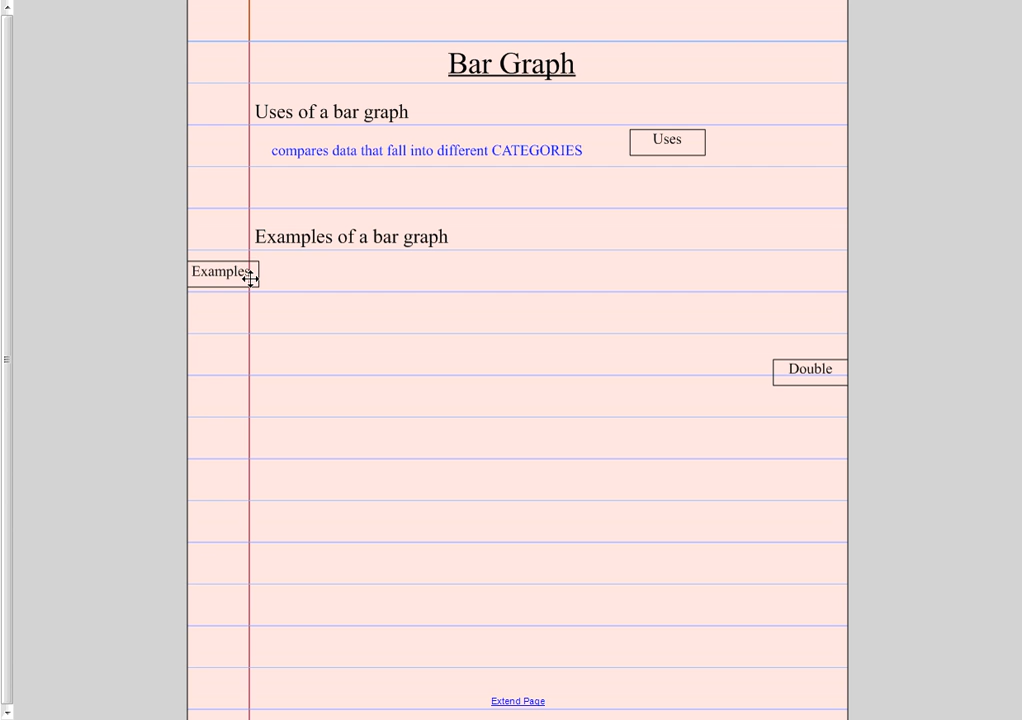 Bar Graph
Uses of a bar graph
Uses
compares data that fall into different CATEGORIES
Examples of a bar graph
Examples
Double
Extend Page